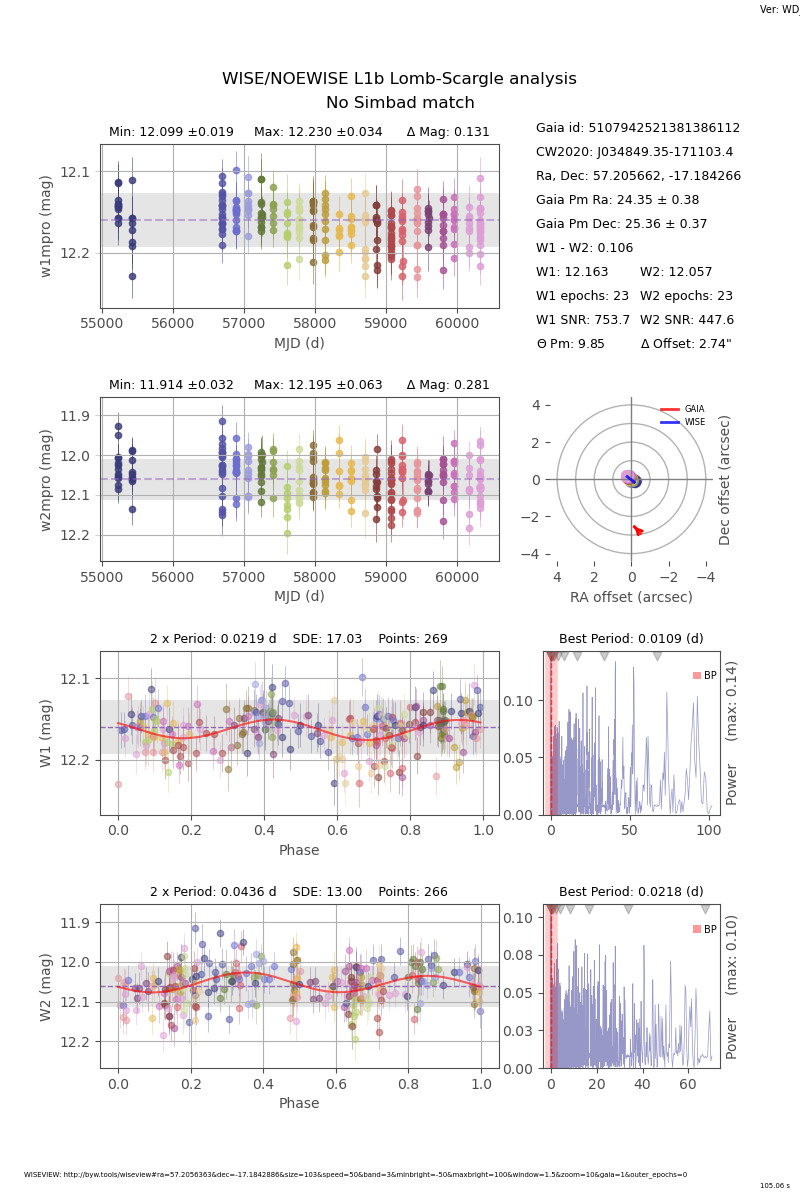 Ver: WD_
WISE/NOEWISE L1b Lomb-Scargle analysis
No Simbad match
Min: 12.099 ±0.019 Max: 12.230 ±0.034 Δ Mag: 0.131
12.1
12.2
w1mpro (mag)
55000 56000 57000 58000 59000 60000
MJD (d)
Gaia id: 5107942521381386112
CW2020: J034849.35-171103.4
Ra, Dec: 57.205662, -17.184266
Gaia Pm Ra: 24.35 ± 0.38
Gaia Pm Dec: 25.36 ± 0.37
W1 - W2: 0.106
W1: 12.163 W2: 12.057
W1 epochs: 23 W2 epochs: 23
W1 SNR: 753.7 W2 SNR: 447.6
Θ Pm: 9.85 Δ Offset: 2.74"
Min: 11.914 ±0.032 Max: 12.195 ±0.063 Δ Mag: 0.281
11.9
12.0
12.1
12.2
w2mpro (mag)
55000 56000 57000 58000 59000 60000
MJD (d)
GAIA
WISE
4
2
0
−2
−4
4 2 0 −2 −4
RA offset (arcsec)
Dec offset (arcsec)
2 x Period: 0.0219 d SDE: 17.03 Points: 269
12.1
12.2
W1 (mag)
0.0 0.2 0.4 0.6 0.8 1.0
Phase
Best Period: 0.0109 (d)
BP
0.10
0.05
0.00
0 50 100
Power (max: 0.14)
2 x Period: 0.0436 d SDE: 13.00 Points: 266
11.9
12.0
12.1
12.2
W2 (mag)
0.0 0.2 0.4 0.6 0.8 1.0
Phase
Best Period: 0.0218 (d)
BP
0.10
0.08
0.05
0.03
0.00
0 20 40 60
Power (max: 0.10)
WISEVIEW: http://byw.tools/wiseview#ra=57.2056363&dec=-17.1842886&size=103&speed=50&band=3&minbright=-50&maxbright=100&window=1.5&zoom=10&gaia=1&outer_epochs=0
105.06 s